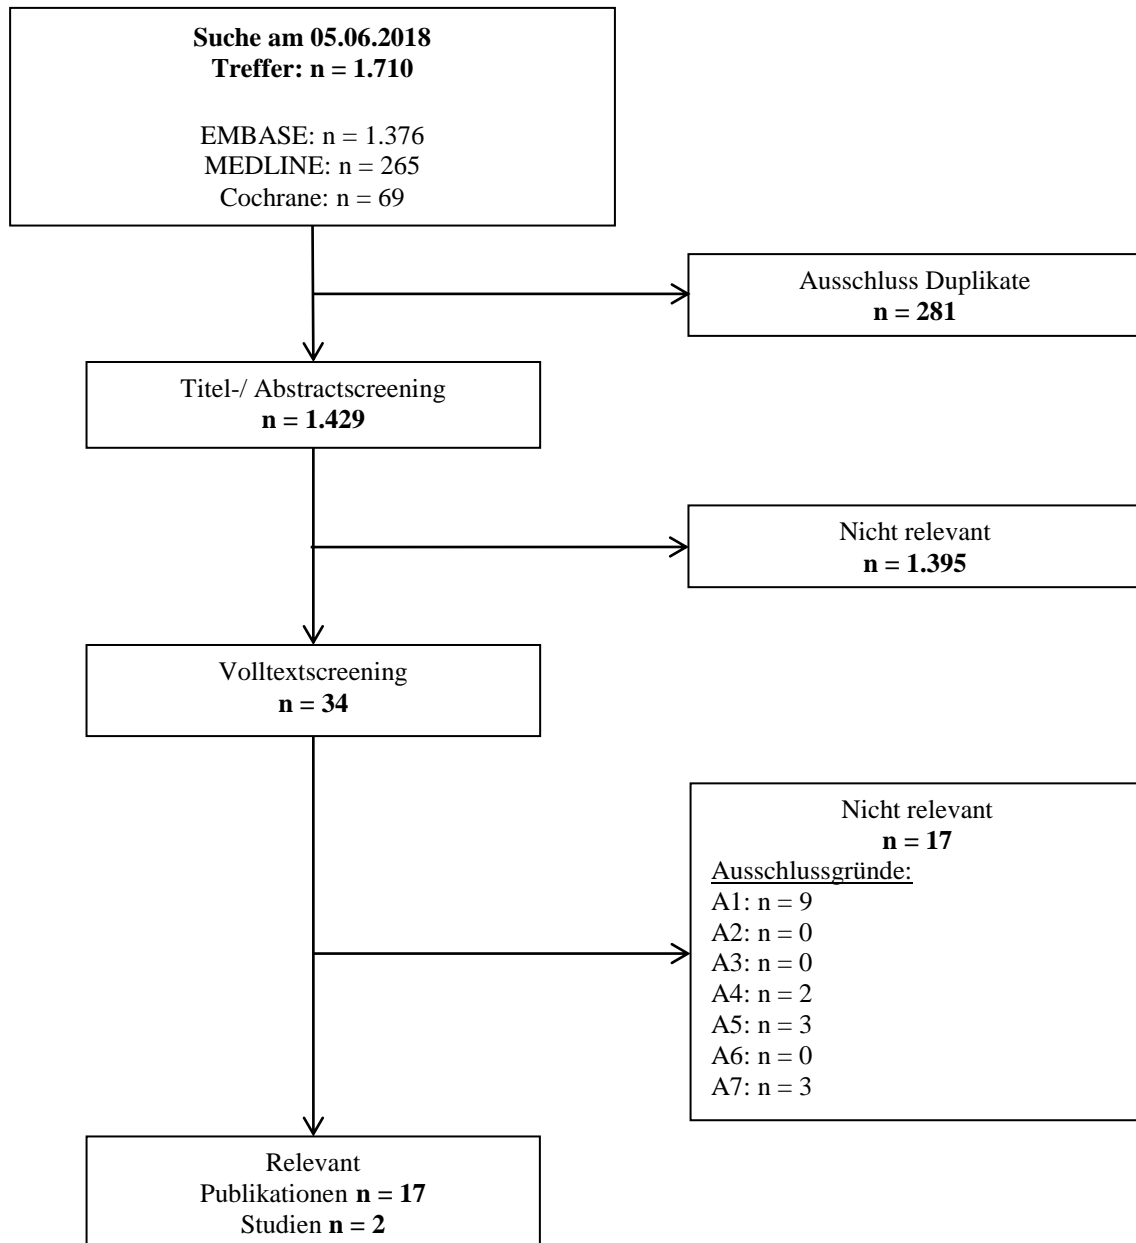 Suche am 05.06.2018
Treffer: n = 1.710
EMBASE: n = 1.376
MEDLINE: n = 265
Cochrane: n = 69
Ausschluss Duplikate
n = 281
Titel-/ Abstractscreening
n = 1.429
Nicht relevant
n = 1.395
Volltextscreening
n = 34
Nicht relevant
n = 17
Ausschlussgründe:
A1: n = 9
A2: n = 0
A3: n = 0
A4: n = 2
A5: n = 3
A6: n = 0
A7: n = 3
Relevant
Publikationen n = 17
Studien n = 2